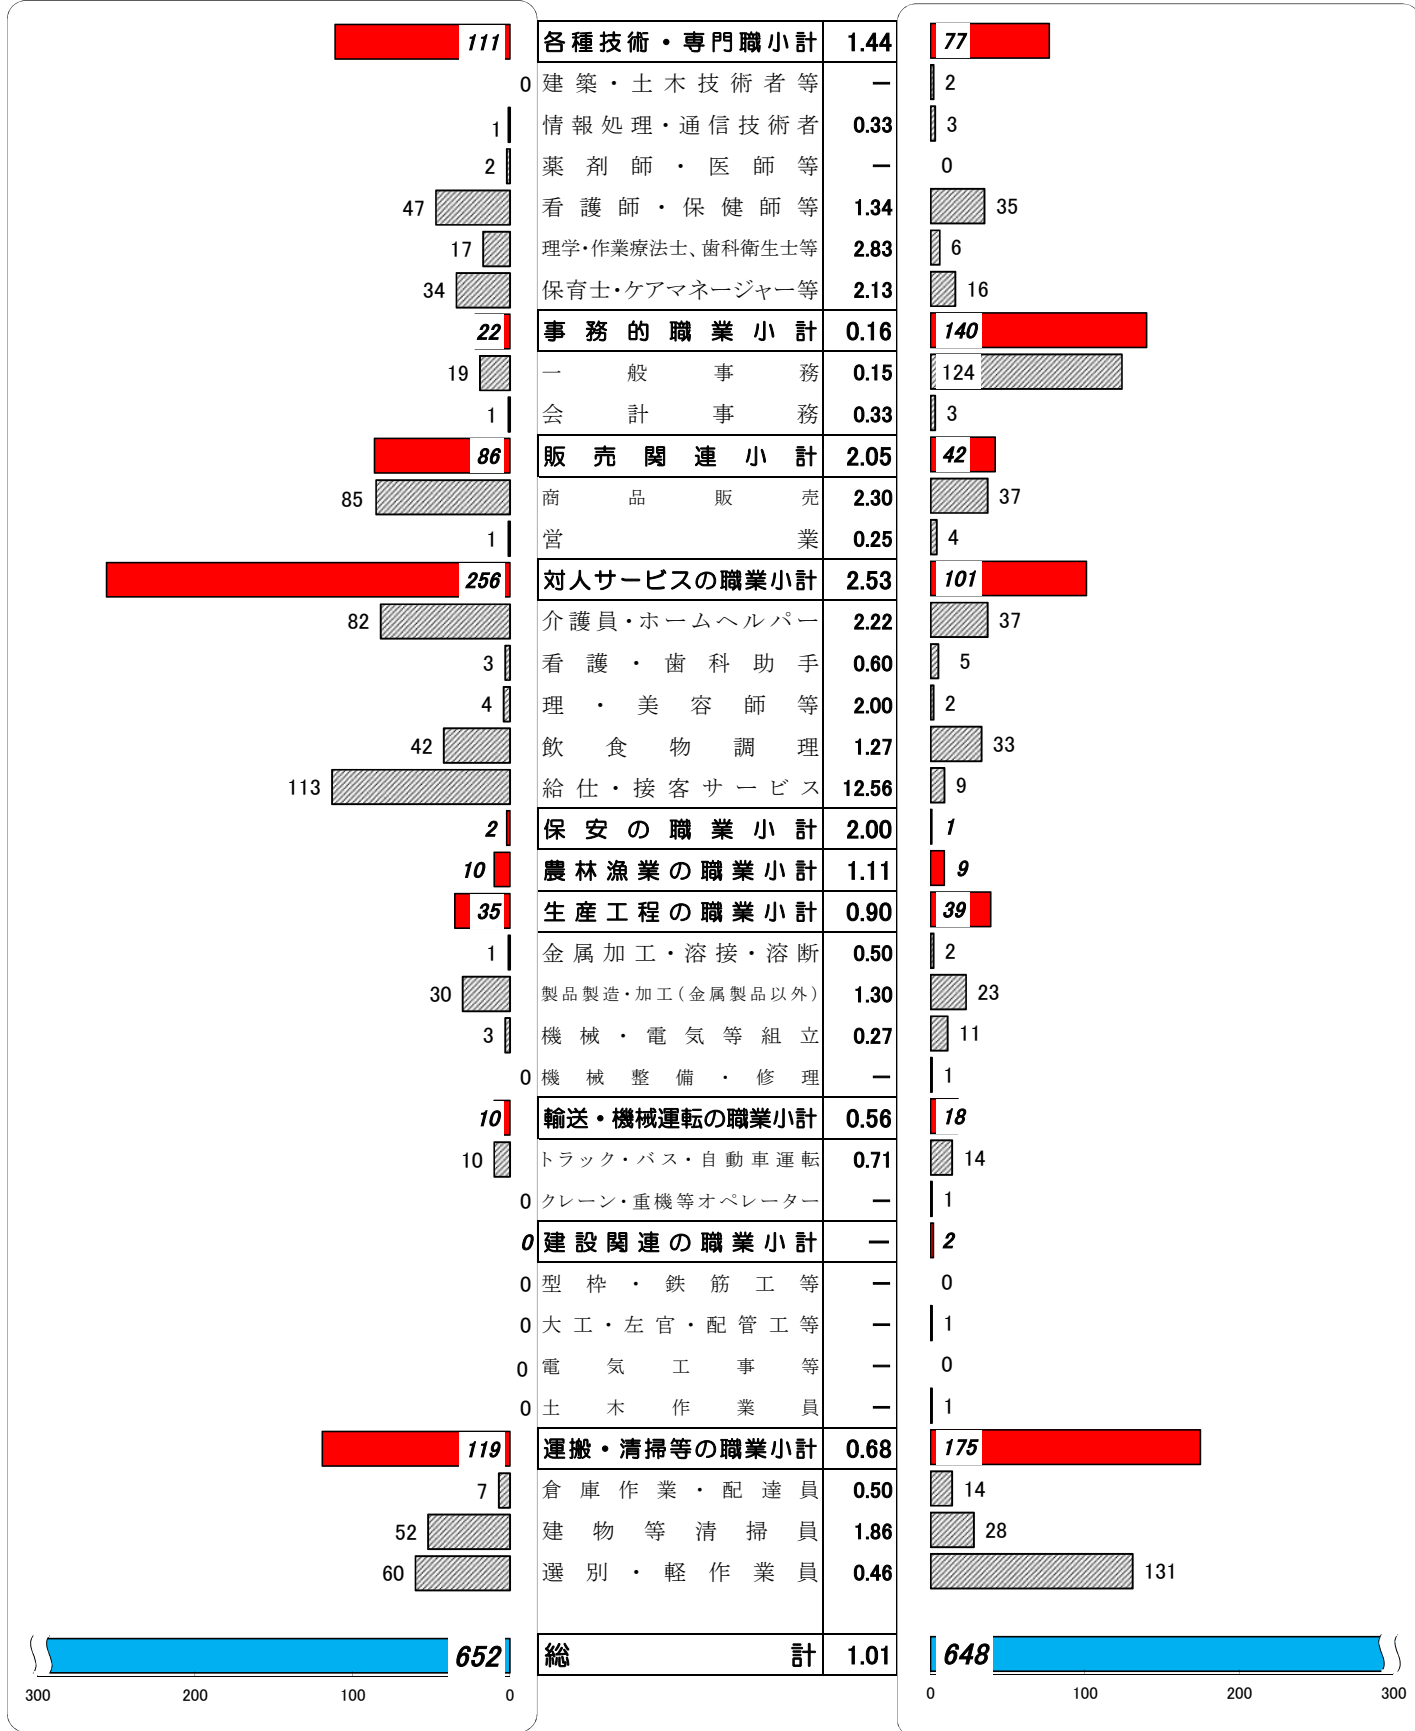 111 各種技術・専門職小計 1.44 77
0 建築・土木技術者等 ― 2
1 情報処理・通信技術者 0.33 3
2 薬剤師・医師等 ― 0
47 看護師・保健師等 1.34 35
17 理学・作業療法士、歯科衛生士等 2.83 6
34 保育士・ケアマネージャー等 2.13 16
22 事務的職業小計 0.16 140
19 一般事務 0.15 124
1 会計事務 0.33 3
86 販売関連小計 2.05 42
85 商品販売 2.30 37
1 営業 0.25 4
256 対人サービスの職業小計 2.53 101
82 介護員・ホームヘルパー 2.22 37
3 看護・歯科助手 0.60 5
4 理・美容師等 2.00 2
42 飲食物調理 1.27 33
113 給仕・接客サービス 12.56 9
2 保安の職業小計 2.00 1
10 農林漁業の職業小計 1.11 9
35 生産工程の職業小計 0.90 39
1 金属加工・溶接・溶断 0.50 2
30 製品製造・加工(金属製品以外) 1.30 23
3 機械・電気等組立 0.27 11
0 機械整備・修理 ― 1
10 輸送・機械運転の職業小計 0.56 18
10 トラック・バス・自動車運転 0.71 14
0 クレーン・重機等オペレーター ― 1
0 建設関連の職業小計 ― 2
0 型枠・鉄筋工等 ― 0
0 大工・左官・配管工等 ― 1
0 電気工事等 ― 0
0 土木作業員 ― 1
119 運搬・清掃等の職業小計 0.68 175
7 倉庫作業・配達員 0.50 14
52 建物等清掃員 1.86 28
60 選別・軽作業員 0.46 131
652 総計 1.01 648
300 200 100 0 0 100 200 300